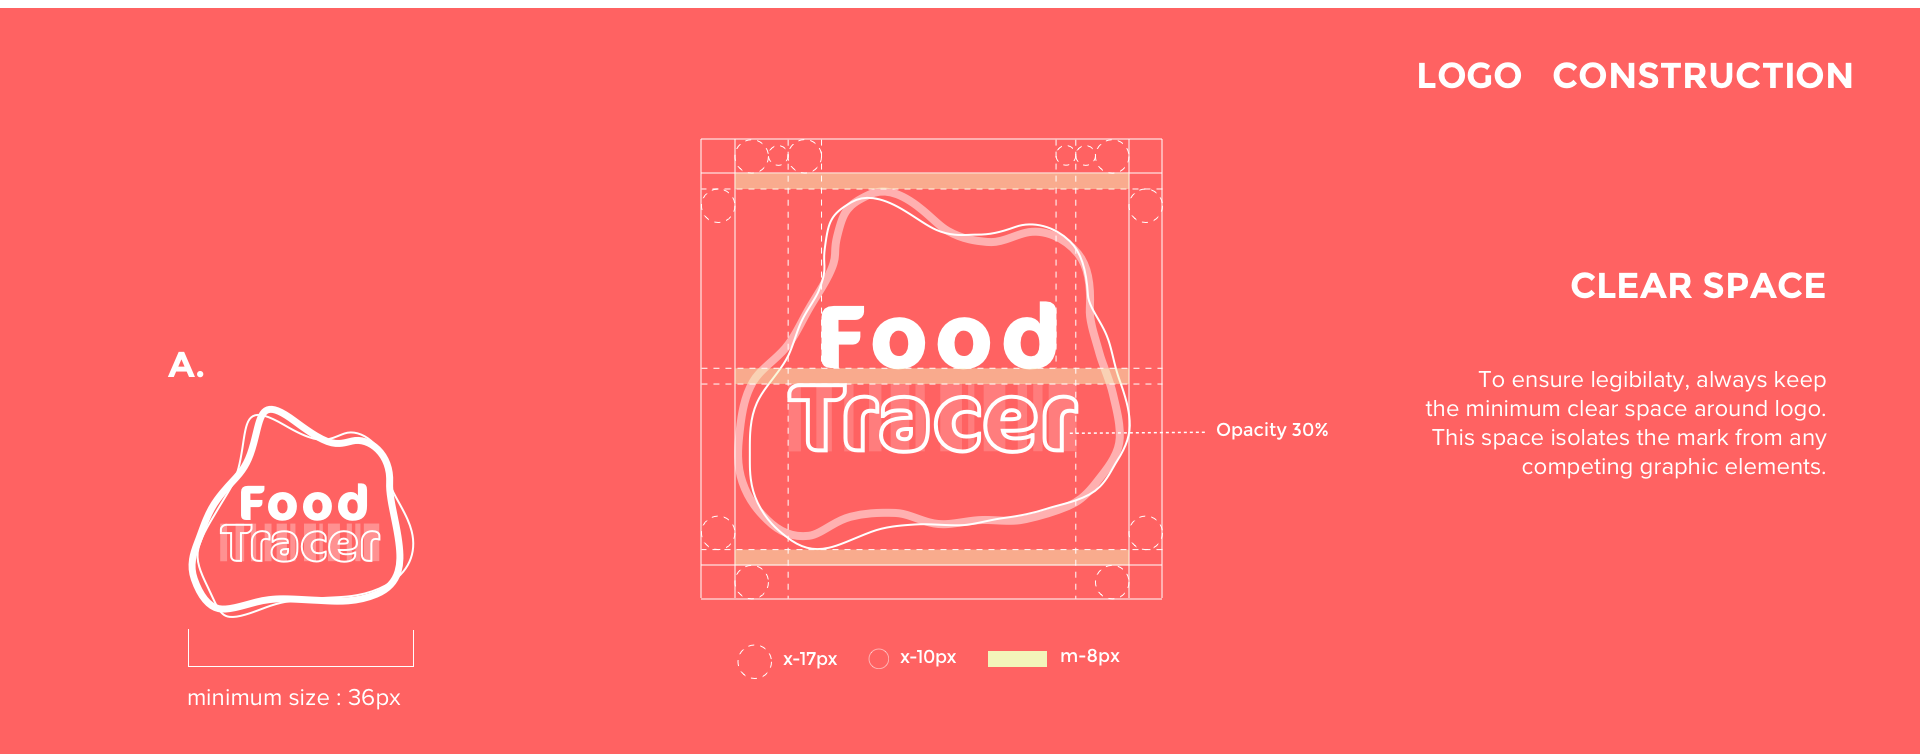 LOGO CONSTRUCTION
A.
Food
Tracer
minimum size : 36px
Food
Tracer
Opacity 30%
x-17px
x-10px
m-8px
CLEAR SPACE
To ensure legibilaty, always keep
the minimum clear space around logo.
This space isolates the mark from any
competing graphic elements.